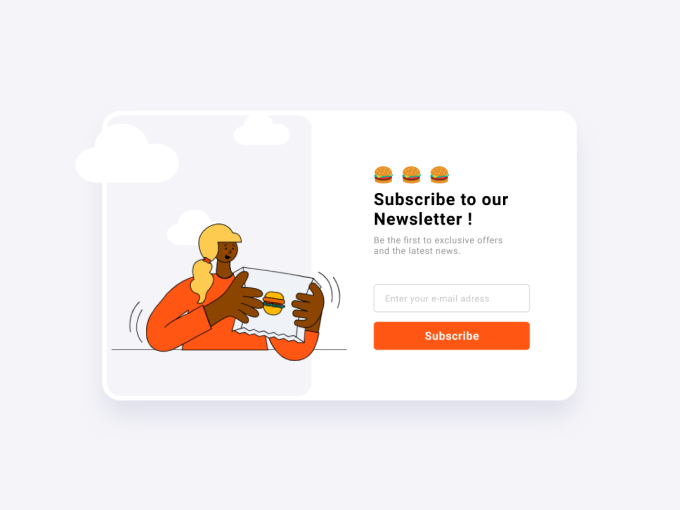 Subscribe to our
Newsletter !
Be the first to exclusive offers
and the latest news.
Enter your e-mail adress
Subscribe